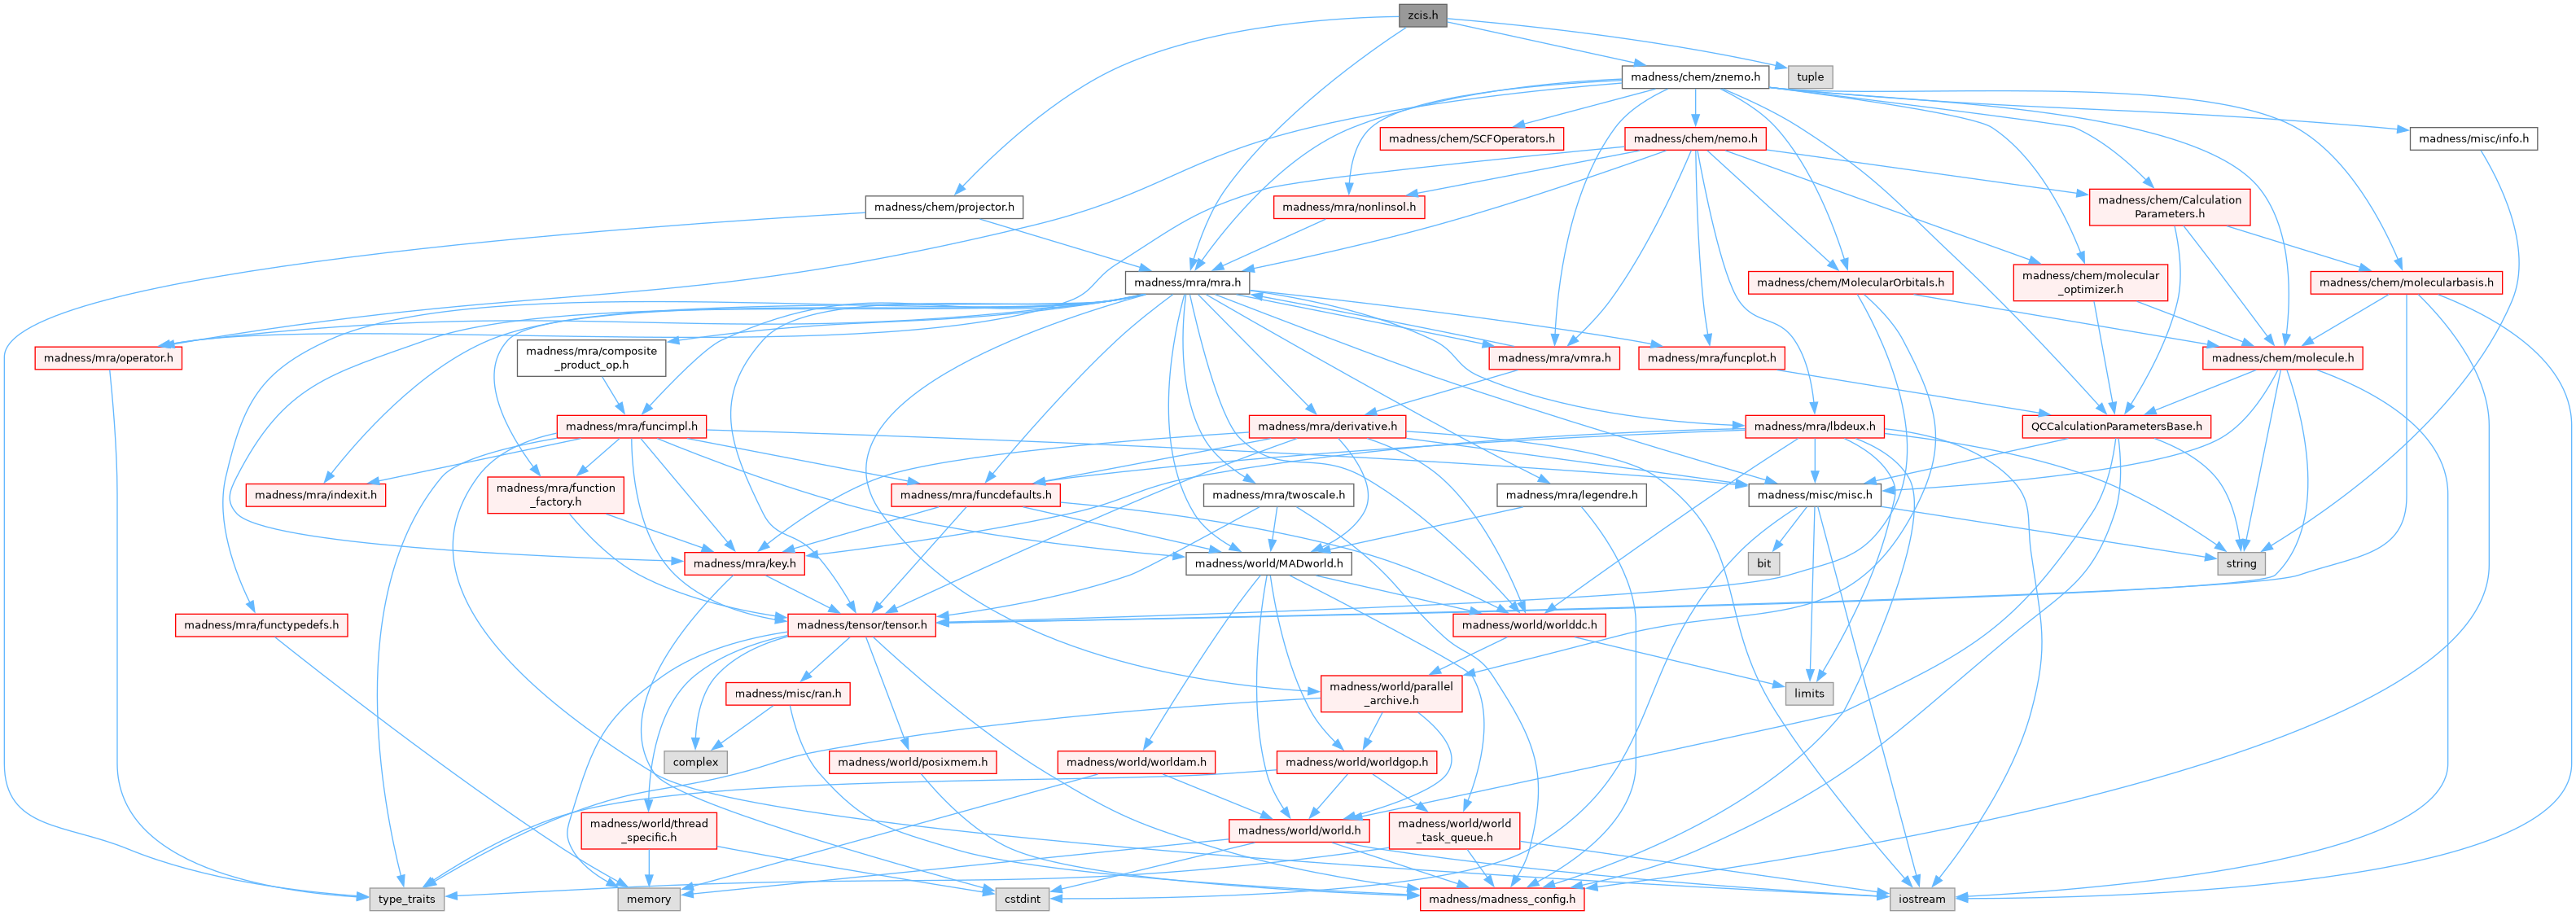 zcis.h
madness/chem/znemo.h
tuple
madness/chem/SCFOperators.h
madness/chem/nemo.h
madness/misc/info.h
madness/chem/projector.h
madness/mra/nonlinsol.h
madness/chem/Calculation
Parameters.h
madness/mra/mra.h
madness/chem/MolecularOrbitals.h
madness/chem/molecular
_optimizer.h
madness/chem/molecularbasis.h
madness/mra/operator.h
madness/mra/composite
_product_op.h
madness/mra/vmra.h
madness/mra/funcplot.h
madness/chem/molecule.h
madness/mra/funcimpl.h
madness/mra/derivative.h
madness/mra/lbdeux.h
QCCalculationParametersBase.h
madness/mra/indexit.h
madness/mra/function
_factory.h
madness/mra/funcdefaults.h
madness/mra/twoscale.h
madness/mra/legendre.h
madness/misc/misc.h
madness/mra/key.h
madness/world/MADworld.h
bit
string
madness/mra/functypedefs.h
madness/tensor/tensor.h
madness/world/worlddc.h
madness/misc/ran.h
madness/world/parallel
_archive.h
limits
complex
madness/world/posixmem.h
madness/world/worldam.h
madness/world/worldgop.h
madness/world/thread
_specific.h
madness/world/world.h
madness/world/world
_task_queue.h
type_traits
memory
cstdint
madness/madness_config.h
iostream